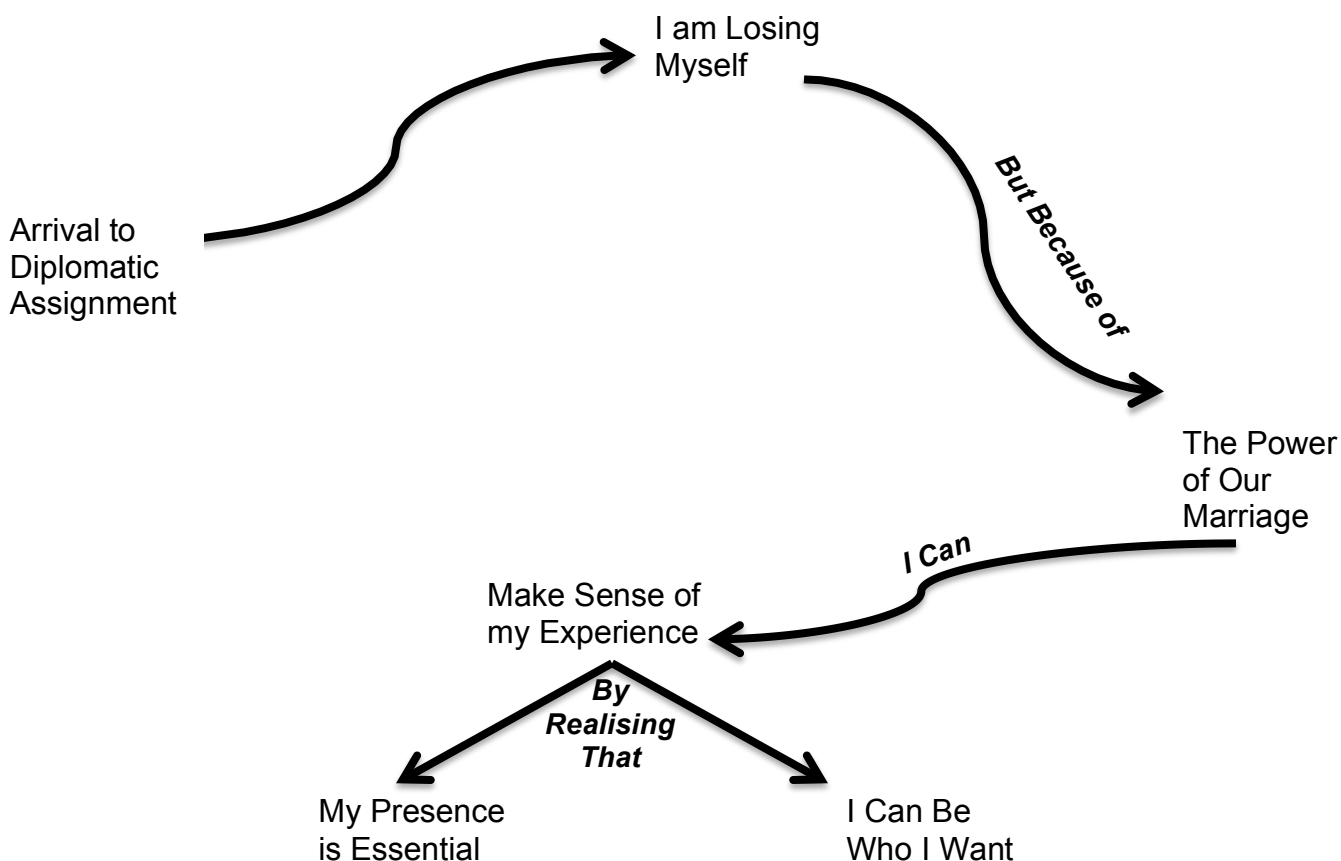 I am Losing
Myself
But Because of
Arrival to
Diplomatic
Assignment
The Power
of Our
Marriage
I Can
Make Sense of
my Experience
By
Realising
That
My Presence
is Essential
I Can Be
Who I Want